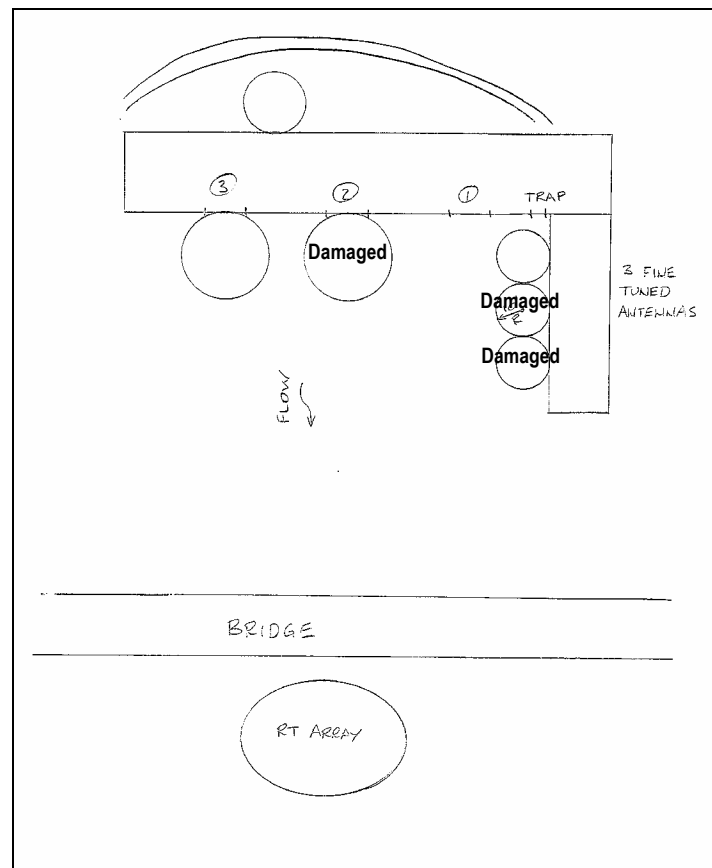 ③ ② ①
TRAP
Damaged
3 FINE
TUNED
ANTENNAS
Damaged
R
Damaged
FLOW
BRIDGE
RT ARRAY